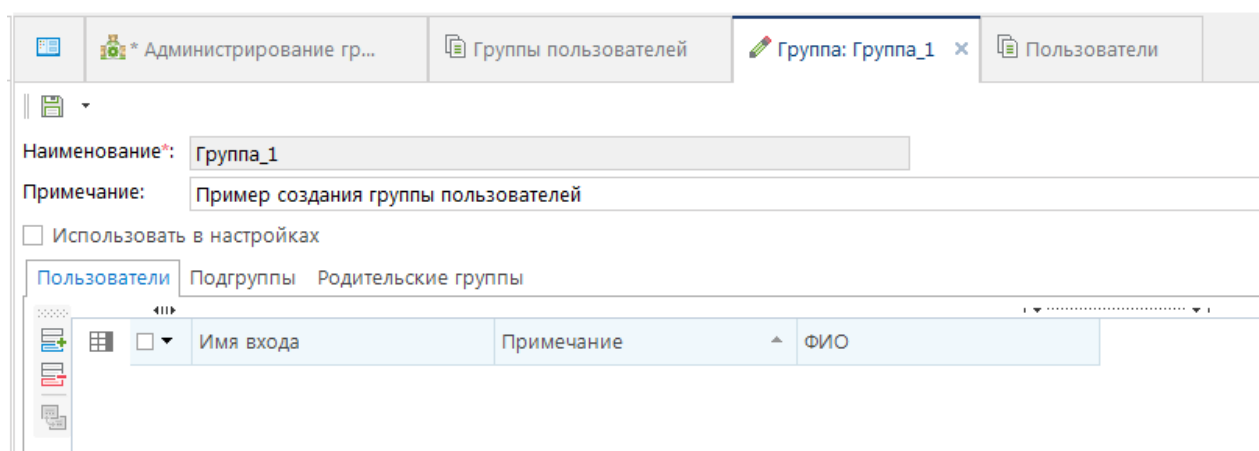 * Администрирование гр... Группы пользователей Группа: Группа_1 Пользователи
Наименование*: Группа_1
Примечание: Пример создания группы пользователей
Использовать в настройках
Пользователи Подгруппы Родительские группы
Имя входа Примечание ФИО